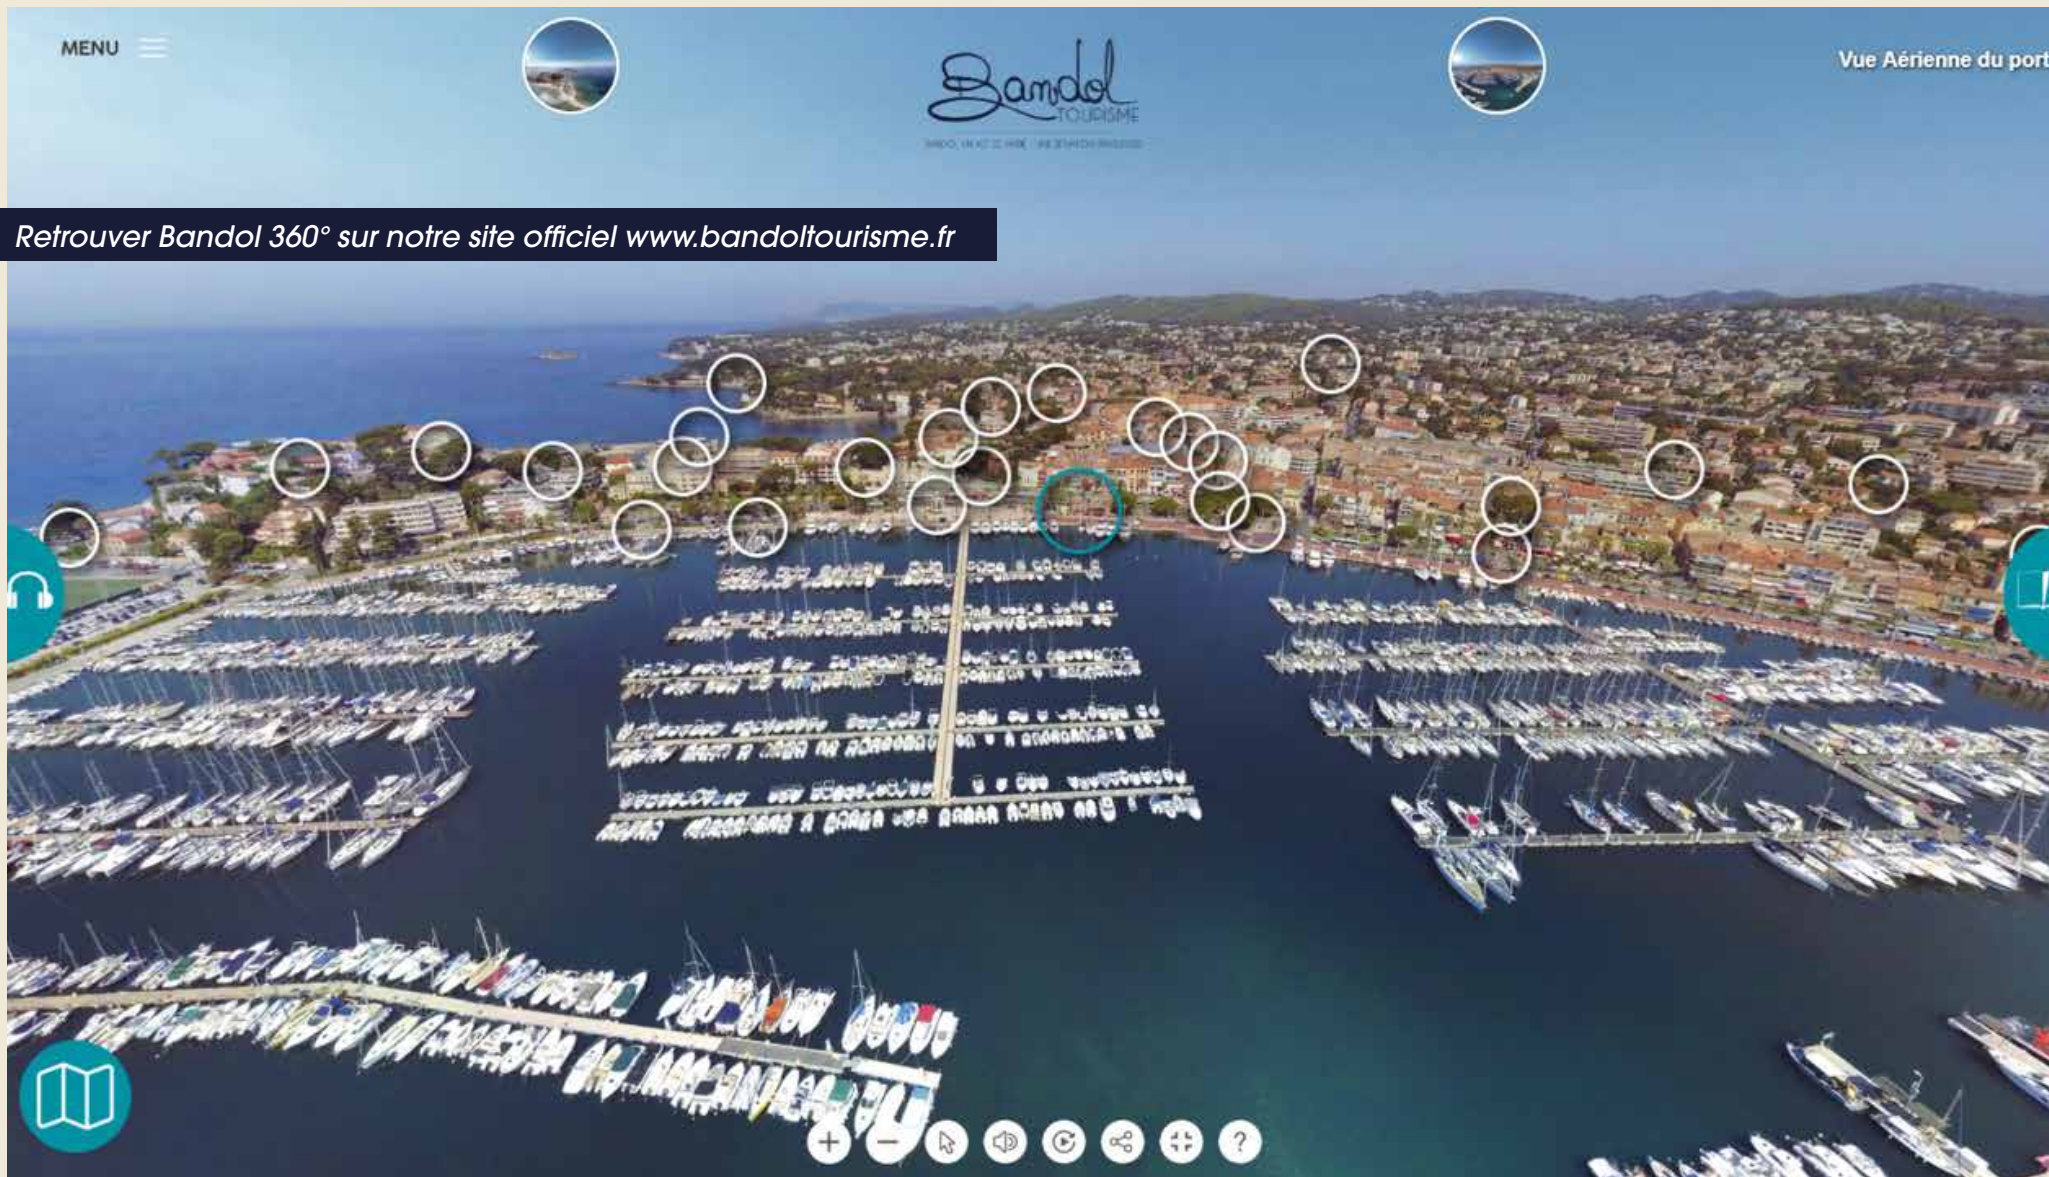 MENU
Bandol
TOURISME
Vue Aérienne du port
Retrouver Bandol 360° sur notre site officiel www.bandoltourisme.fr